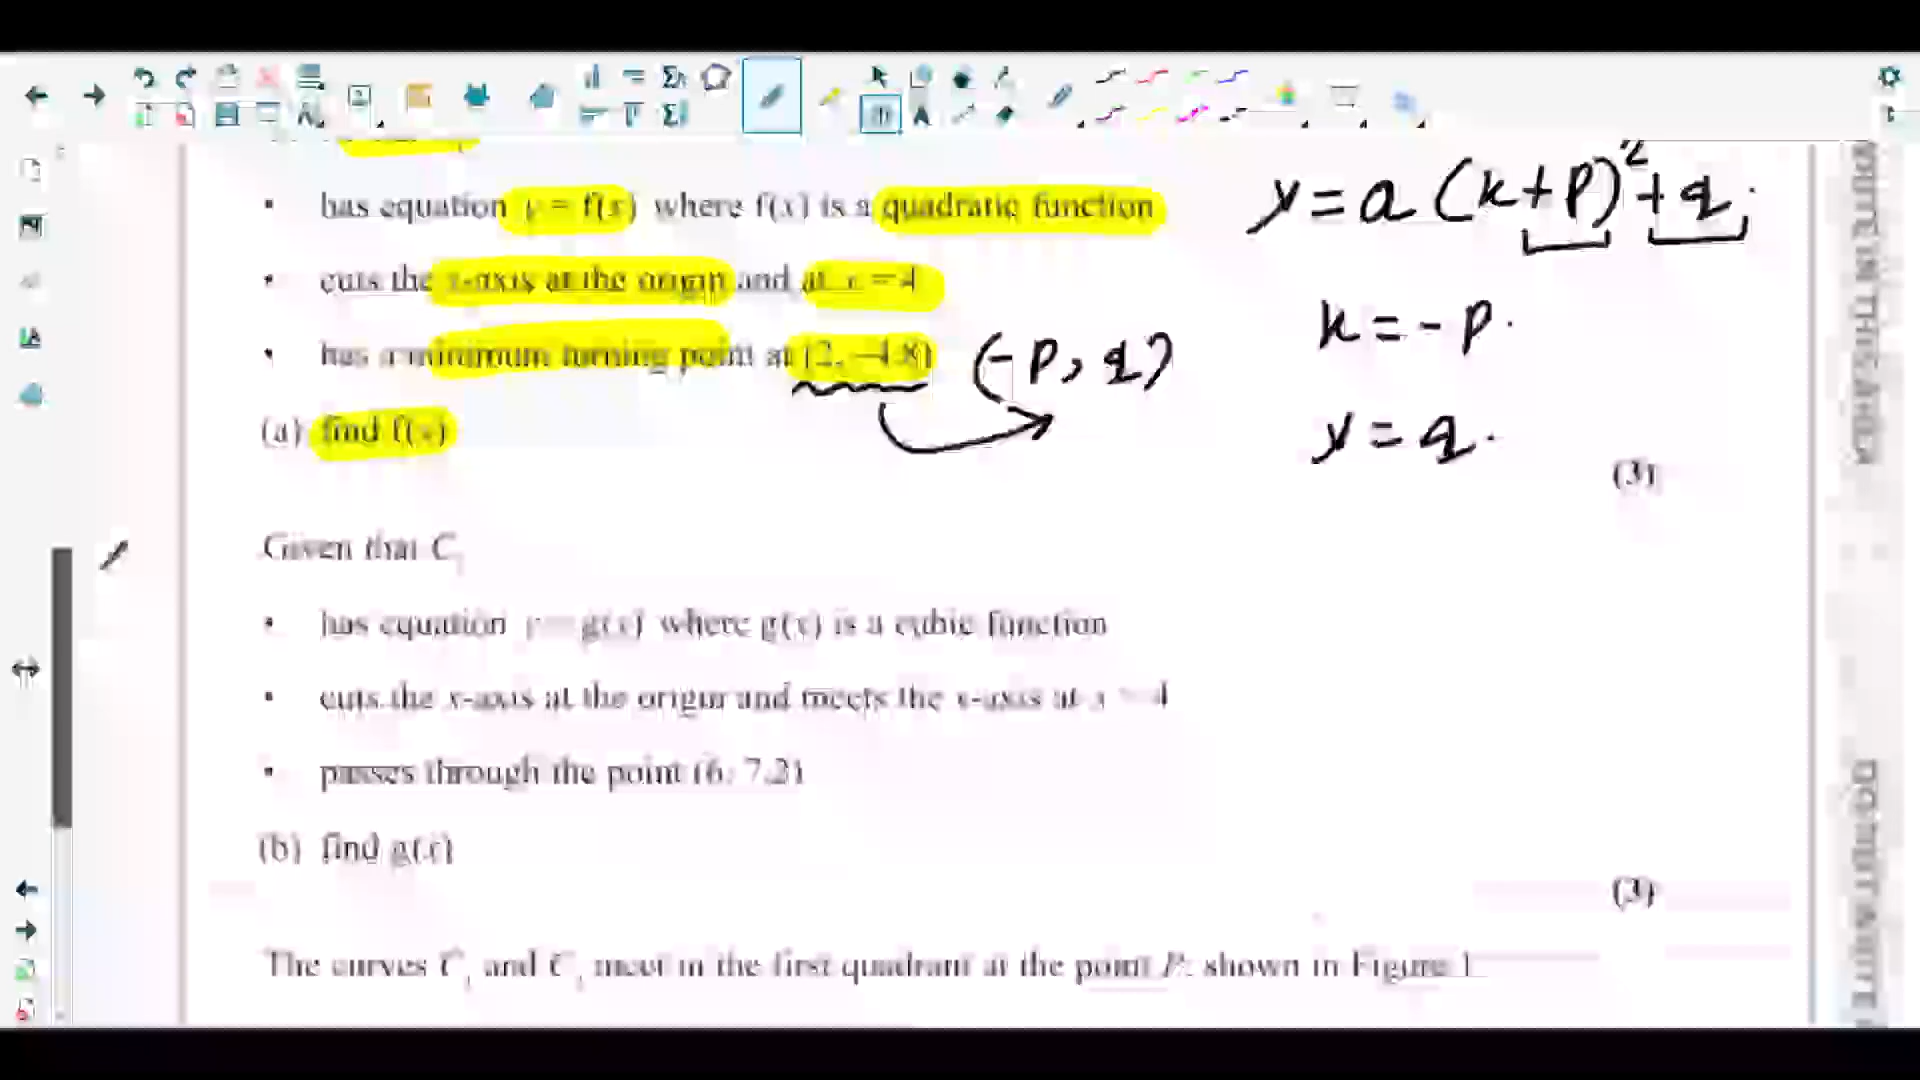 • has equation y = f(x) where f(x) is a quadratic function
y = a (x + p)² + q.
• cuts the x-axis at the origin and at x = 4
x = - p.
• has a minimum turning point at (2, −4.8) (- p, q)
(a) find f(x)
y = q.
(3)
Given that C
• has equation y = g(x) where g(x) is a cubic function
• cuts the x-axis at the origin and meets the x-axis at x = 4
• passes through the point (6, 7.2)
(b) find g(x)
(3)
The curves C and C meet in the first quadrant at the point P, shown in Figure 1